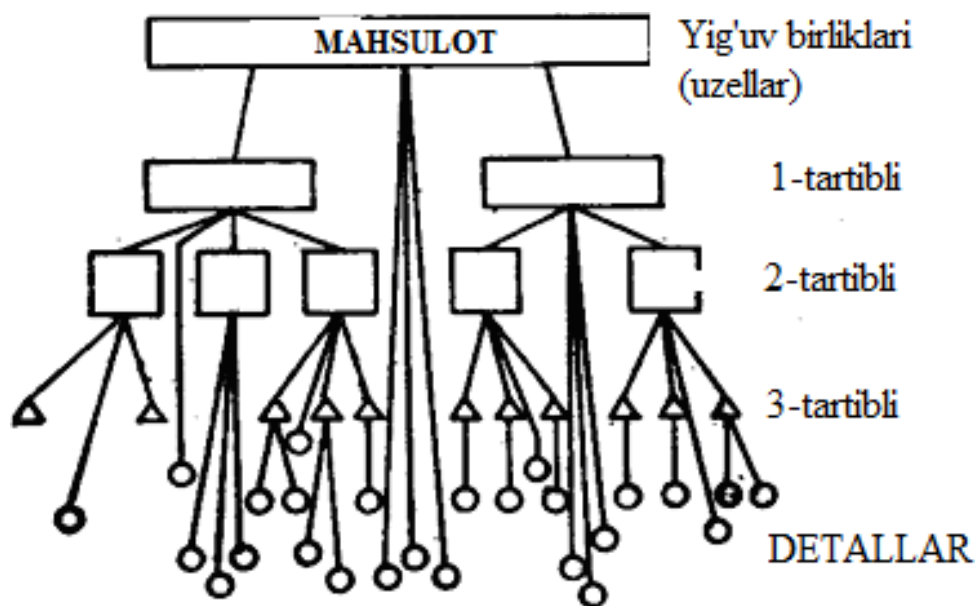 MAHSULOT
Yig'uv birliklari
(uzellar)
1-tartibli
2-tartibli
3-tartibli
DETALLAR